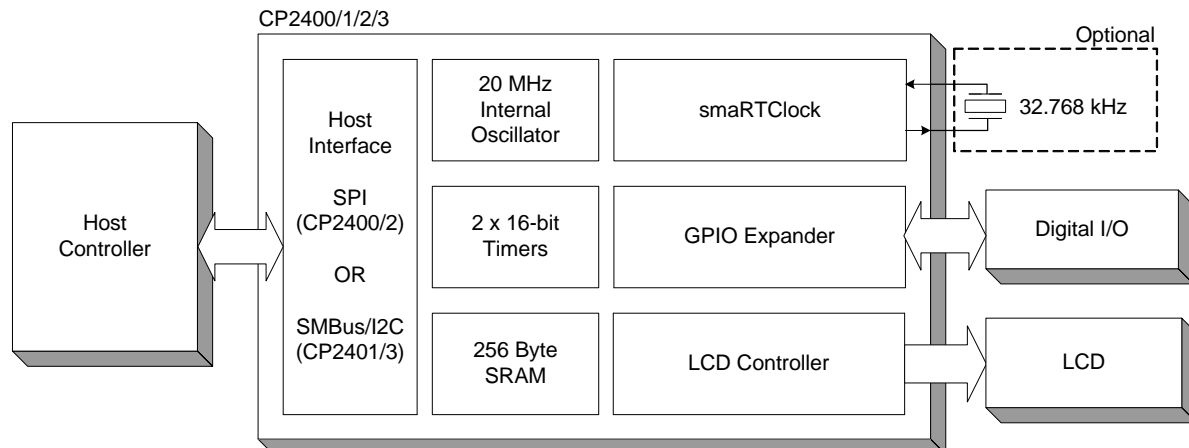 CP2400/1/2/3
Optional
Host
Controller
Host
Interface
SPI
(CP2400/2)
OR
SMBus/I2C
(CP2401/3)
20 MHz
Internal
Oscillator
smaRTClock
32.768 kHz
2 x 16-bit
Timers
GPIO Expander
Digital I/O
256 Byte
SRAM
LCD Controller
LCD